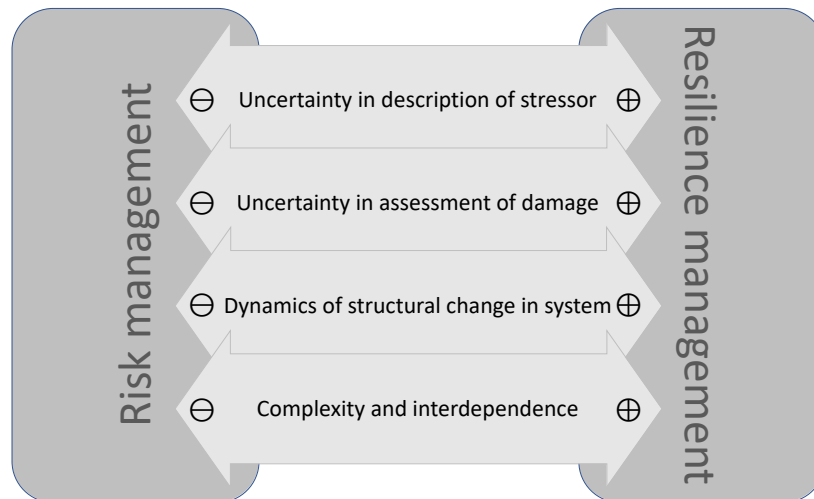 Risk management
⊖ Uncertainty in description of stressor ⊕
⊖ Uncertainty in assessment of damage ⊕
⊖ Dynamics of structural change in system ⊕
⊖ Complexity and interdependence ⊕
Resilience management